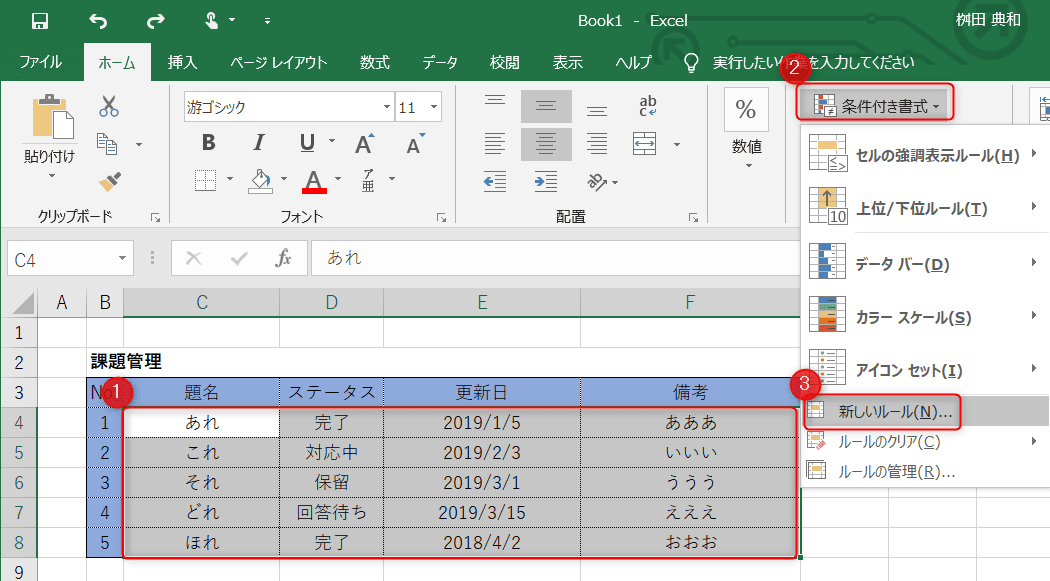 Book1 - Excel
桝田 典和
ファイル ホーム 挿入 ページ レイアウト 数式 データ 校閲 表示 ヘルプ 実行したい作業を入力してください
2
游ゴシック 11
ab
c
% 
条件付き書式
B I U A A
貼り付け
数値
A 亜
ア
クリップボード フォント 配置
セルの強調表示ルール(H)
上位/下位ルール(T)
10
データ バー(D)
カラー スケール(S)
アイコン セット(I)
3
新しいルール(N)...
ルールのクリア(C)
ルールの管理(R)...
C4 fx あれ
A B C D E F
1
2 課題管理
1
3 No 題名 ステータス 更新日 備考
4 1 あれ 完了 2019/1/5 あああ
5 2 これ 対応中 2019/2/3 いいい
6 3 それ 保留 2019/3/1 ううう
7 4 どれ 回答待ち 2019/3/15 えええ
8 5 ほれ 完了 2018/4/2 おおお
9